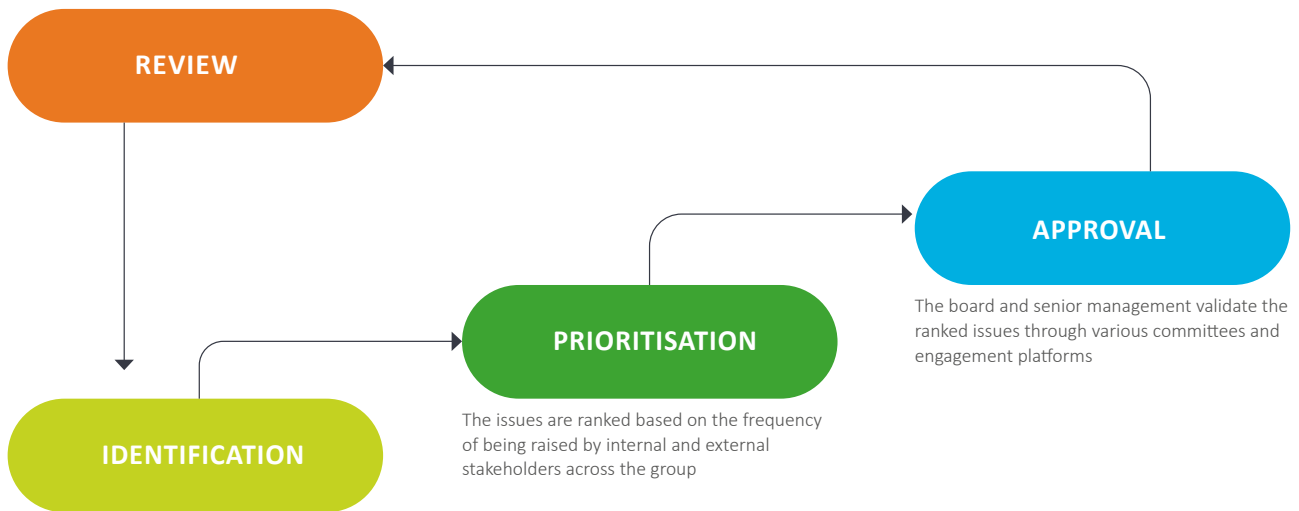 REVIEW
APPROVAL
The board and senior management validate the
ranked issues through various committees and
engagement platforms
PRIORITISATION
The issues are ranked based on the frequency
of being raised by internal and external
stakeholders across the group
IDENTIFICATION